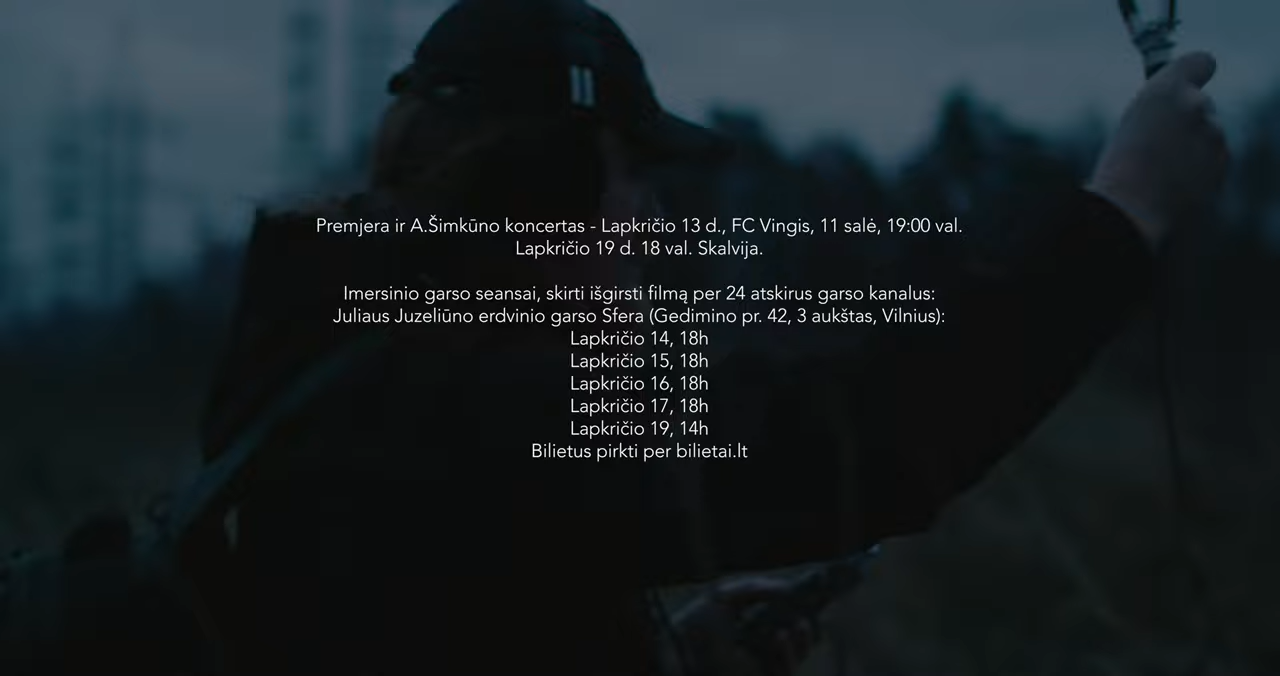 Premjera ir A.Šimkūno koncertas - Lapkričio 13 d., FC Vingis, 11 salė, 19:00 val.
Lapkričio 19 d. 18 val. Skalvija.
Imersinio garso seansai, skirti išgirsti filmą per 24 atskirus garso kanalus:
Juliaus Juzeliūno erdvinio garso Sfera (Gedimino pr. 42, 3 aukštas, Vilnius):
Lapkričio 14, 18h
Lapkričio 15, 18h
Lapkričio 16, 18h
Lapkričio 17, 18h
Lapkričio 19, 14h
Bilietus pirkti per bilietai.lt